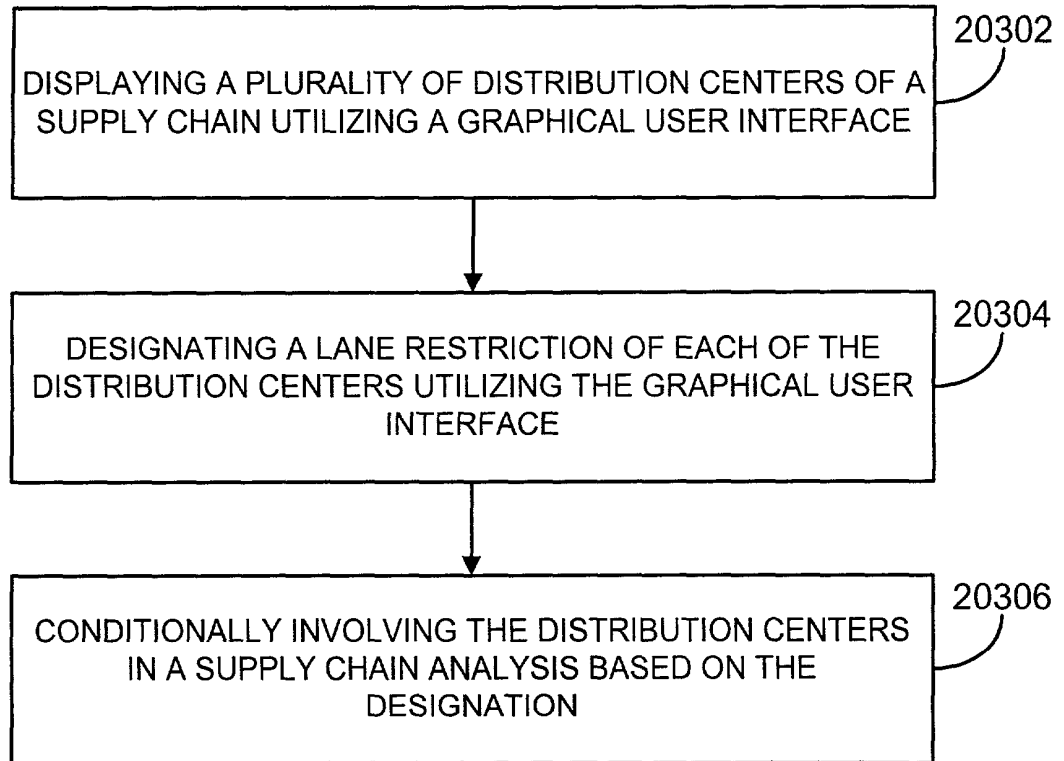 20302
DISPLAYING A PLURALITY OF DISTRIBUTION CENTERS OF A
SUPPLY CHAIN UTILIZING A GRAPHICAL USER INTERFACE
20304
DESIGNATING A LANE RESTRICTION OF EACH OF THE
DISTRIBUTION CENTERS UTILIZING THE GRAPHICAL USER
INTERFACE
20306
CONDITIONALLY INVOLVING THE DISTRIBUTION CENTERS
IN A SUPPLY CHAIN ANALYSIS BASED ON THE
DESIGNATION